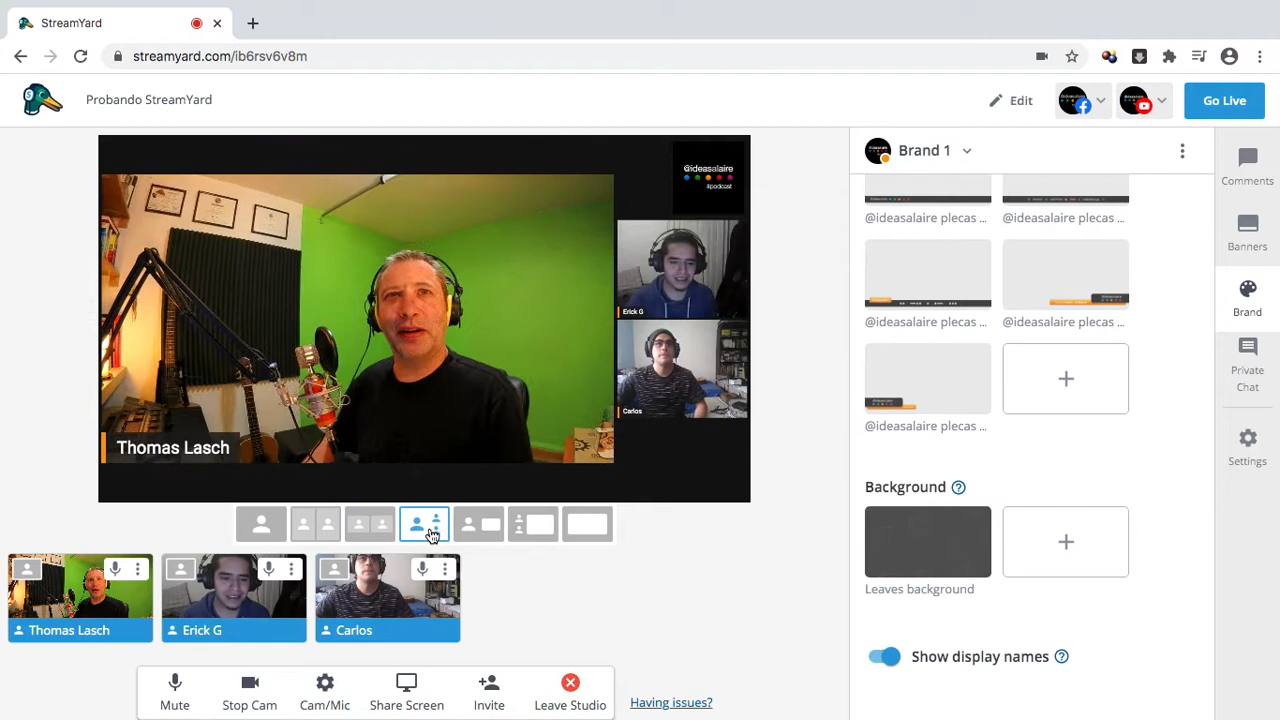 StreamYard
streamyard.com/ib6rsv6v8m
Probando StreamYard
Edit
Go Live
@ideasalaire
#podcast
Erick G
Carlos
Thomas Lasch
Thomas Lasch
Erick G
Carlos
Mute
Stop Cam
Cam/Mic
Share Screen
Invite
Leave Studio
Having issues?
Brand 1
@ideasalaire plecas ...
@ideasalaire plecas ...
@ideasalaire plecas ...
@ideasalaire plecas ...
@ideasalaire plecas ...
Background
Leaves background
Show display names
Comments
Banners
Brand
Private
Chat
Settings